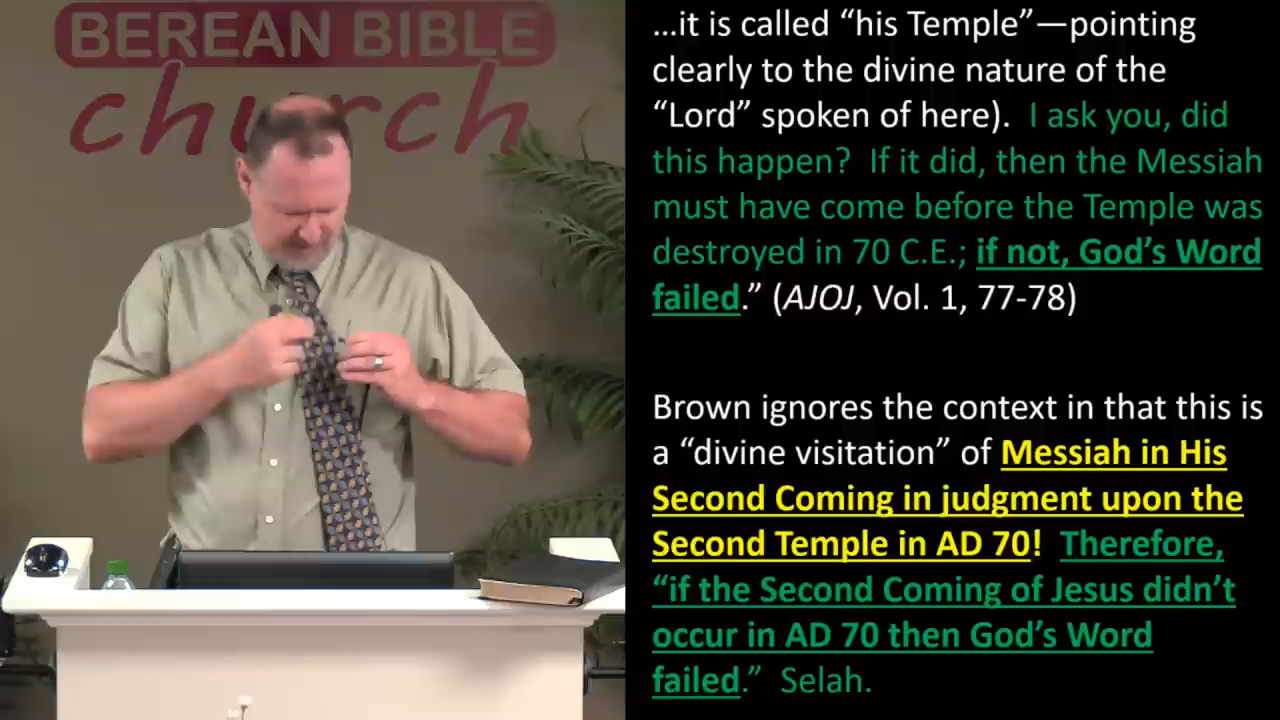 BEREAN BIBLE
church
…it is called “his Temple”—pointing
clearly to the divine nature of the
“Lord” spoken of here).  I ask you, did
this happen?  If it did, then the Messiah
must have come before the Temple was
destroyed in 70 C.E.; if not, God’s Word
failed.” (AJOJ, Vol. 1, 77-78)
Brown ignores the context in that this is
a “divine visitation” of Messiah in His
Second Coming in judgment upon the
Second Temple in AD 70!  Therefore,
“if the Second Coming of Jesus didn’t
occur in AD 70 then God’s Word
failed.”  Selah.